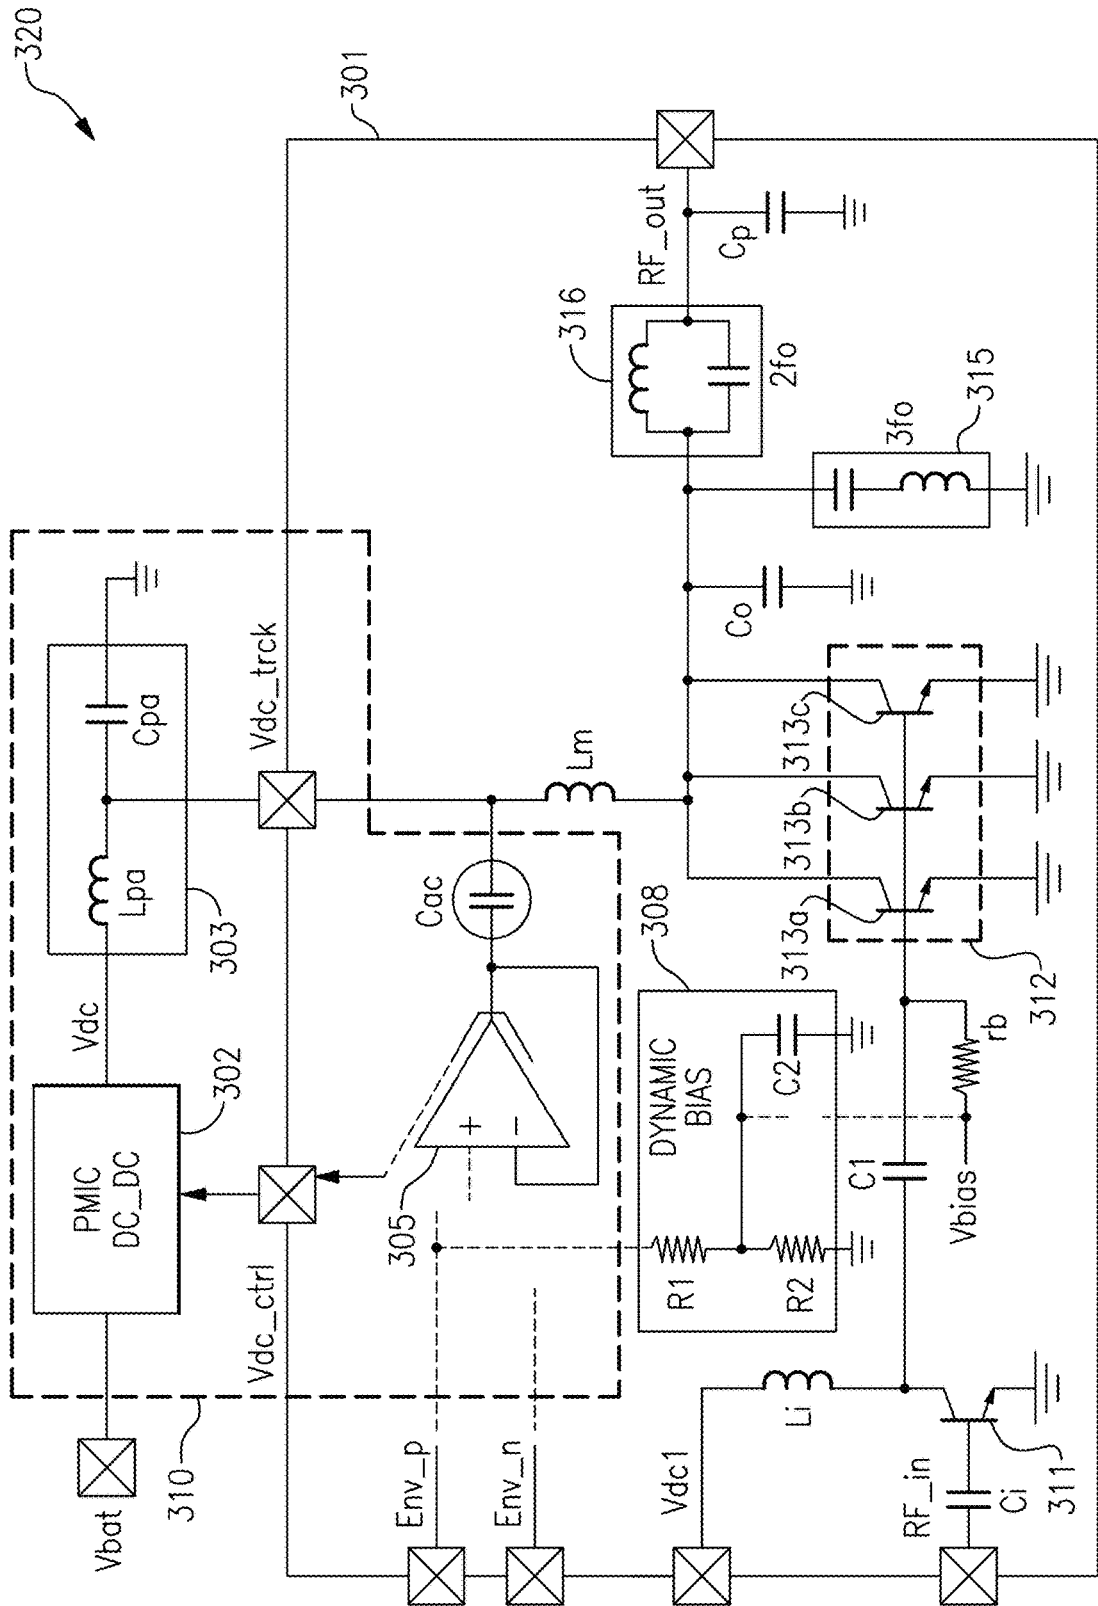 320
301
310
Vbat
PMIC
DC_DC
302
Vdc
303
Lpa
Cpa
Vdc_ctrl
Vdc_trck
Env_p
Env_n
305
+
−
Cac
Lm
308
DYNAMIC
BIAS
R1
R2
C2
316
2fo
RF_out
Cp
3fo
315
Co
Vdc1
Li
RF_in
Ci
311
C1
Vbias
rb
312
313a
313b
313c